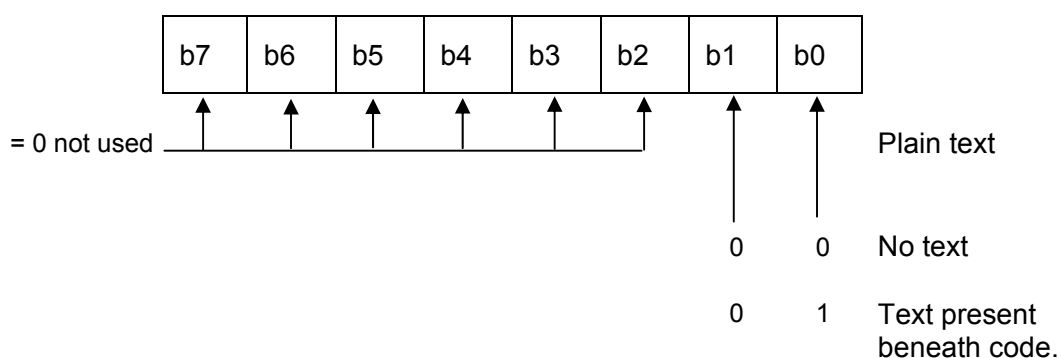 b7 b6 b5 b4 b3 b2 b1 b0
= 0 not used Plain text
0 0 No text
0 1 Text present
beneath code.